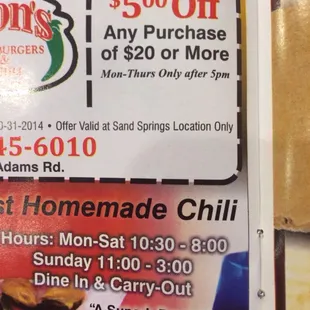 on's
$5.00 Off
BURGERS
&
Any Purchase
of $20 or More
Mon-Thurs Only after 5pm
0-31-2014 • Offer Valid at Sand Springs Location Only
45-6010
Adams Rd.
st Homemade Chili
Hours: Mon-Sat 10:30 - 8:00
Sunday 11:00 - 3:00
Dine In & Carry-Out